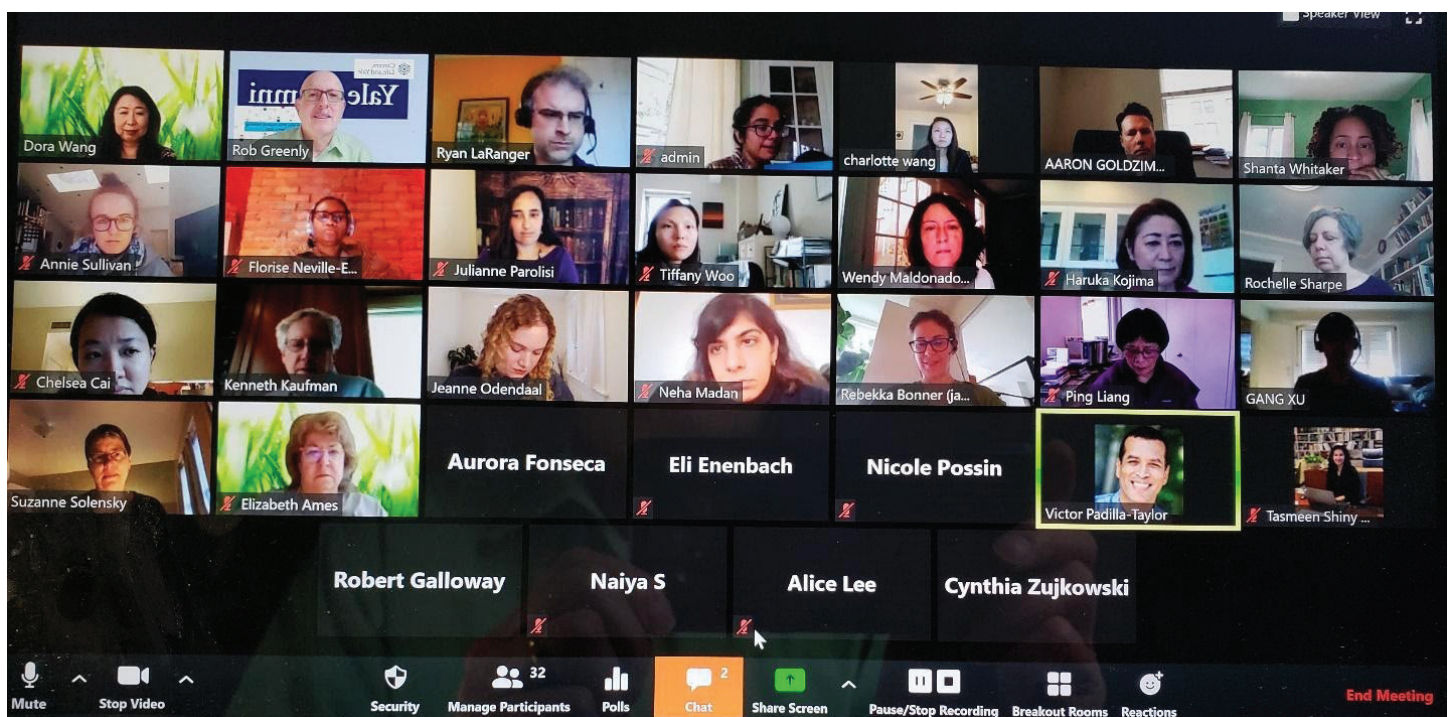 Speaker View
Yale Alumni
Dora Wang
Rob Greenly
Ryan LaRanger
admin
charlotte wang
AARON GOLDZIM...
Shanta Whitaker
Annie Sullivan
Florise Neville-E...
Julianne Parolisi
Tiffany Woo
Wendy Maldonado...
Haruka Kojima
Rochelle Sharpe
Chelsea Cai
Kenneth Kaufman
Jeanne Odendaal
Neha Madan
Rebekka Bonner (ja...
Ping Liang
GANG XU
Suzanne Solensky
Elizabeth Ames
Aurora Fonseca
Eli Enenbach
Nicole Possin
Victor Padilla-Taylor
Tasmeen Shiny ...
Robert Galloway
Naiya S
Alice Lee
Cynthia Zujkowski
32
2
Mute
Stop Video
Security
Manage Participants
Polls
Chat
Share Screen
Pause/Stop Recording
Breakout Rooms
Reactions
End Meeting